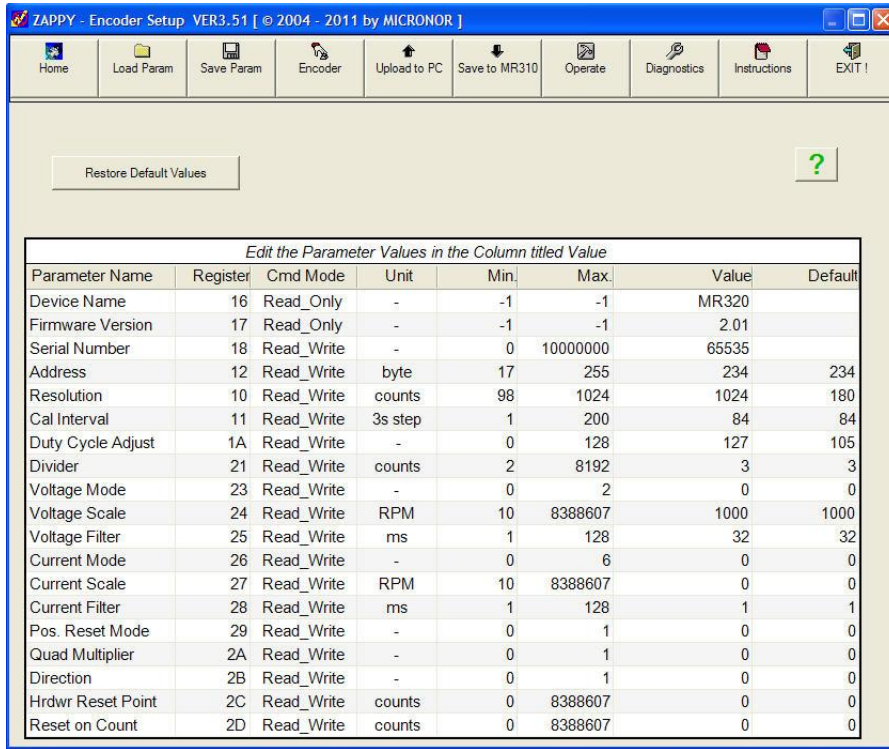 ZAPPY - Encoder Setup VER3.51 [ © 2004 - 2011 by MICRONOR ]
Home Load Param Save Param Encoder Upload to PC Save to MR310 Operate Diagnostics Instructions EXIT !
Restore Default Values ?
Edit the Parameter Values in the Column titled Value
Parameter Name Register Cmd Mode Unit Min. Max. Value Default
Device Name 16 Read_Only - -1 -1 MR320
Firmware Version 17 Read_Only - -1 -1 2.01
Serial Number 18 Read_Write - 0 10000000 65535
Address 12 Read_Write byte 17 255 234 234
Resolution 10 Read_Write counts 98 1024 1024 180
Cal Interval 11 Read_Write 3s step 1 200 84 84
Duty Cycle Adjust 1A Read_Write - 0 128 127 105
Divider 21 Read_Write counts 2 8192 3 3
Voltage Mode 23 Read_Write - 0 2 0 0
Voltage Scale 24 Read_Write RPM 10 8388607 1000 1000
Voltage Filter 25 Read_Write ms 1 128 32 32
Current Mode 26 Read_Write - 0 6 0 0
Current Scale 27 Read_Write RPM 10 8388607 0 0
Current Filter 28 Read_Write ms 1 128 1 1
Pos. Reset Mode 29 Read_Write - 0 1 0 0
Quad Multiplier 2A Read_Write - 0 1 0 0
Direction 2B Read_Write - 0 1 0 0
Hrdwr Reset Point 2C Read_Write counts 0 8388607 0 0
Reset on Count 2D Read_Write counts 0 8388607 0 0